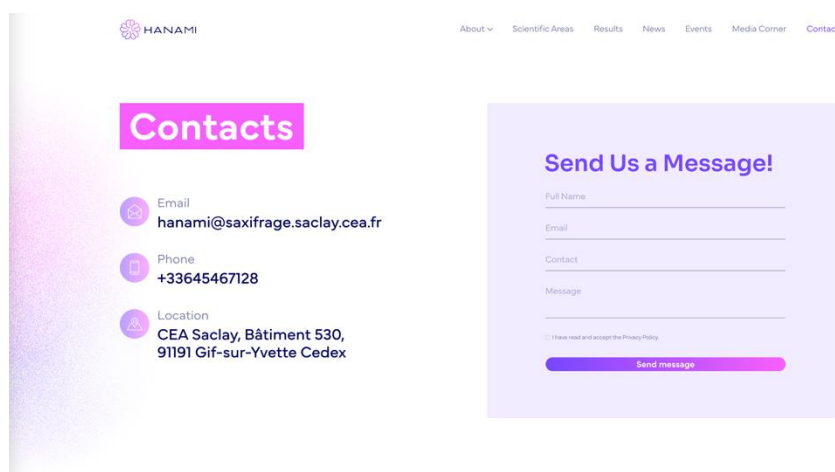 HANAMI
About
Scientific Areas
Results
News
Events
Media Corner
Contac
Contacts
Email
hanami@saxifrage.saclay.cea.fr
Phone
+33645467128
Location
CEA Saclay, Bâtiment 530,
91191 Gif-sur-Yvette Cedex
Send Us a Message!
Full Name
Email
Contact
Message
I have read and accept the Privacy Policy
Send message